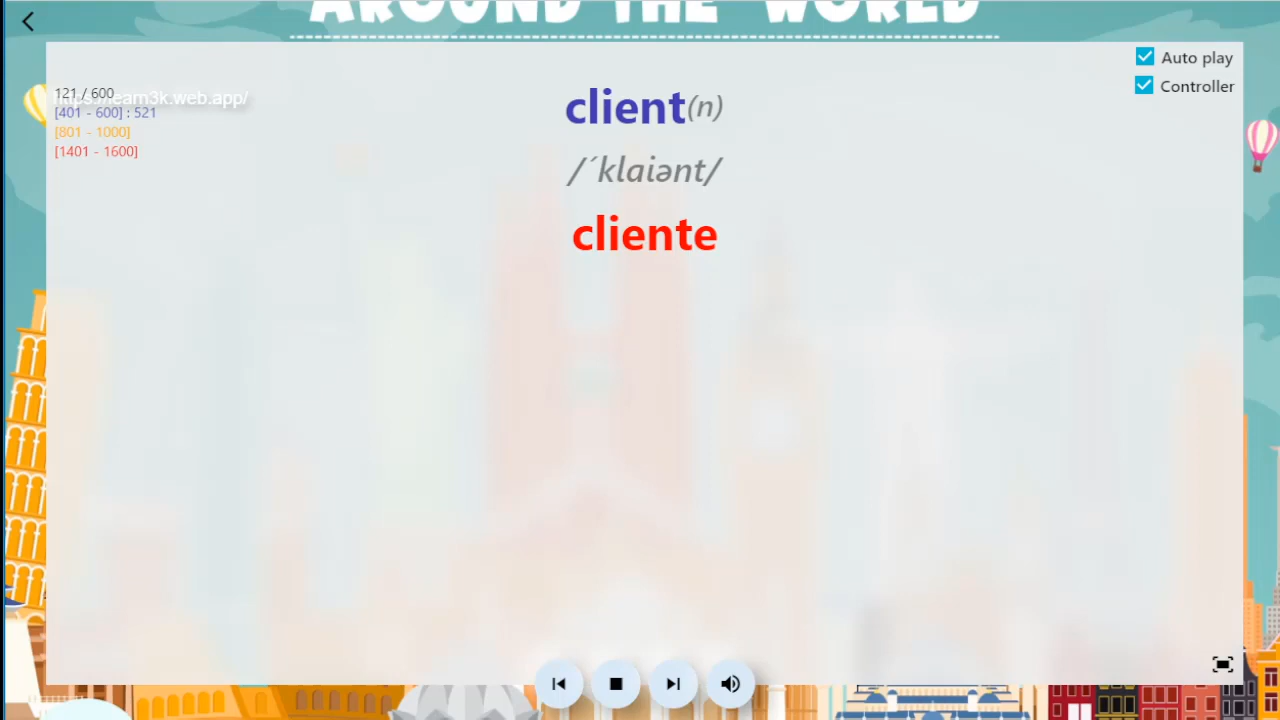 AROUND THE WORLD
Auto play
Controller
121 / 600
https://learn3k.web.app/
[401 - 600] : 521
[801 - 1000]
[1401 - 1600]
client(n)
/´klaiənt/
cliente